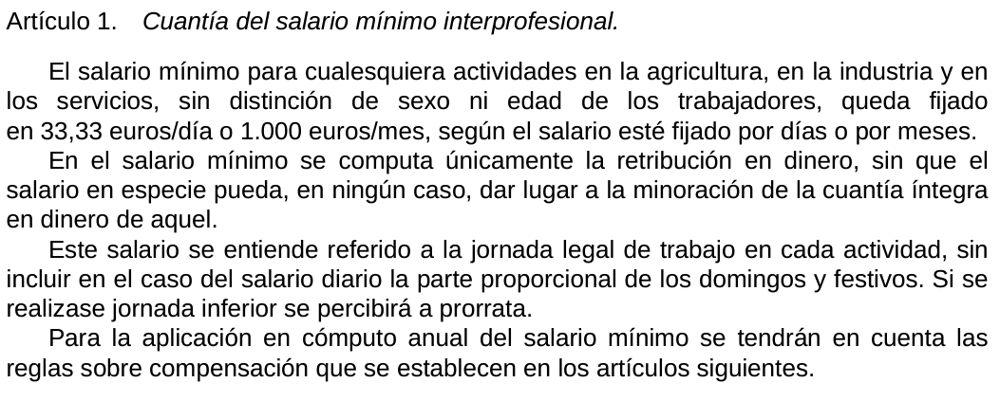 Artículo 1. Cuantía del salario mínimo interprofesional.
El salario mínimo para cualesquiera actividades en la agricultura, en la industria y en
los servicios, sin distinción de sexo ni edad de los trabajadores, queda fijado
en 33,33 euros/día o 1.000 euros/mes, según el salario esté fijado por días o por meses.
En el salario mínimo se computa únicamente la retribución en dinero, sin que el
salario en especie pueda, en ningún caso, dar lugar a la minoración de la cuantía íntegra
en dinero de aquel.
Este salario se entiende referido a la jornada legal de trabajo en cada actividad, sin
incluir en el caso del salario diario la parte proporcional de los domingos y festivos. Si se
realizase jornada inferior se percibirá a prorrata.
Para la aplicación en cómputo anual del salario mínimo se tendrán en cuenta las
reglas sobre compensación que se establecen en los artículos siguientes.